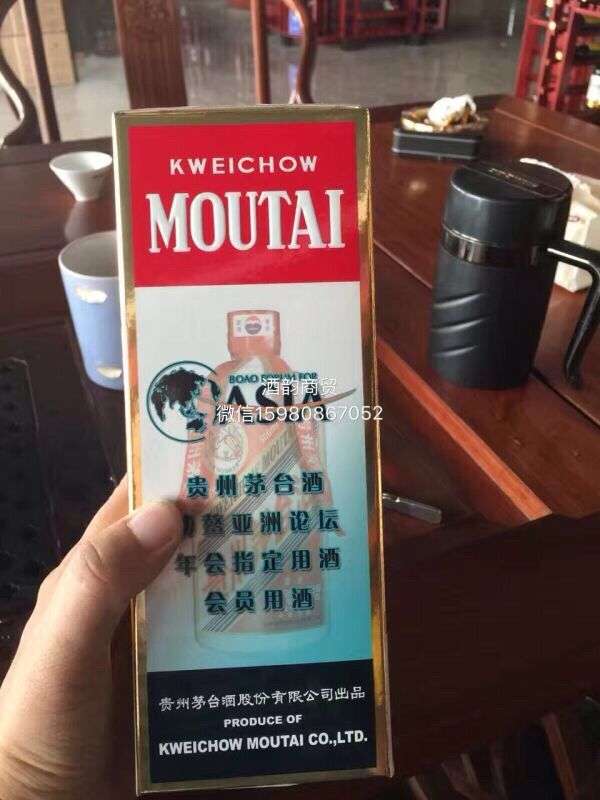 KWEICHOW
MOUTAI
BOAO FORUM FOR
ASIA
酒韵商贸
微信15980867052
MOUTAI
贵州茅台酒
博鳌亚洲论坛
年会指定用酒
会员用酒
贵州茅台酒股份有限公司出品
PRODUCE OF
KWEICHOW MOUTAI CO.,LTD.